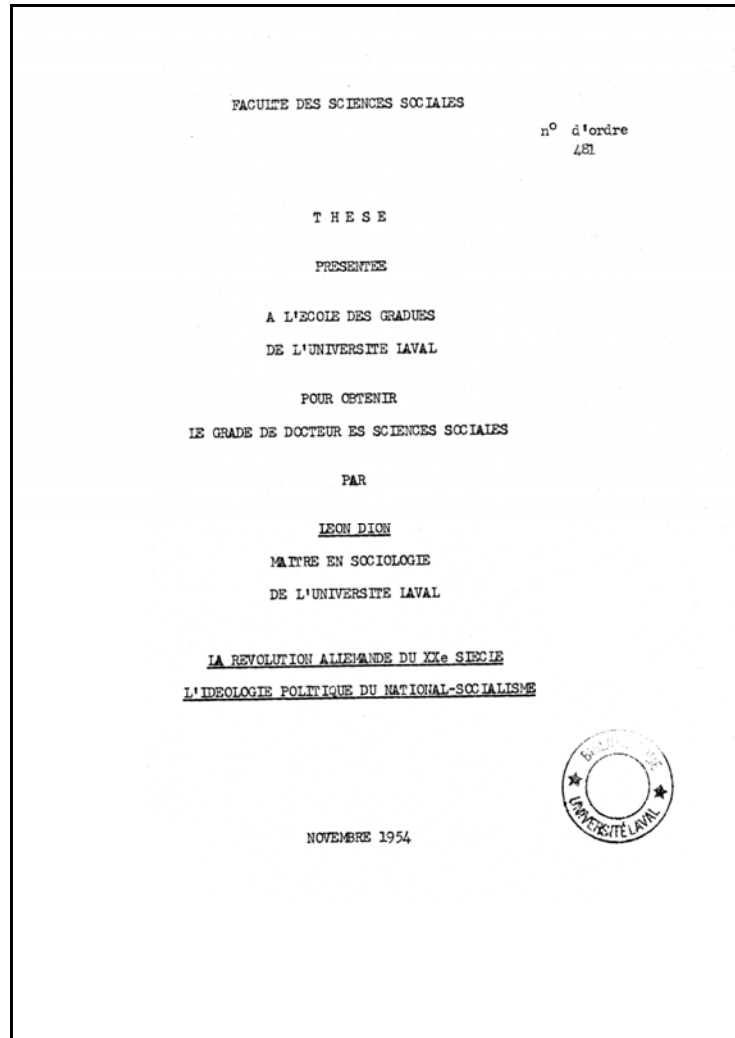 FACULTE DES SCIENCES SOCIALES
nº d'ordre
481
T H E S E
PRESENTEE
A L'ECOLE DES GRADUES
DE L'UNIVERSITE LAVAL
POUR OBTENIR
LE GRADE DE DOCTEUR ES SCIENCES SOCIALES
PAR
LEON DION
MAITRE EN SOCIOLOGIE
DE L'UNIVERSITE LAVAL
LA REVOLUTION ALLEMANDE DU XXe SIECLE
L'IDEOLOGIE POLITIQUE DU NATIONAL-SOCIALISME
BIBLIOTHEQUE
UNIVERSITÉ LAVAL
NOVEMBRE 1954